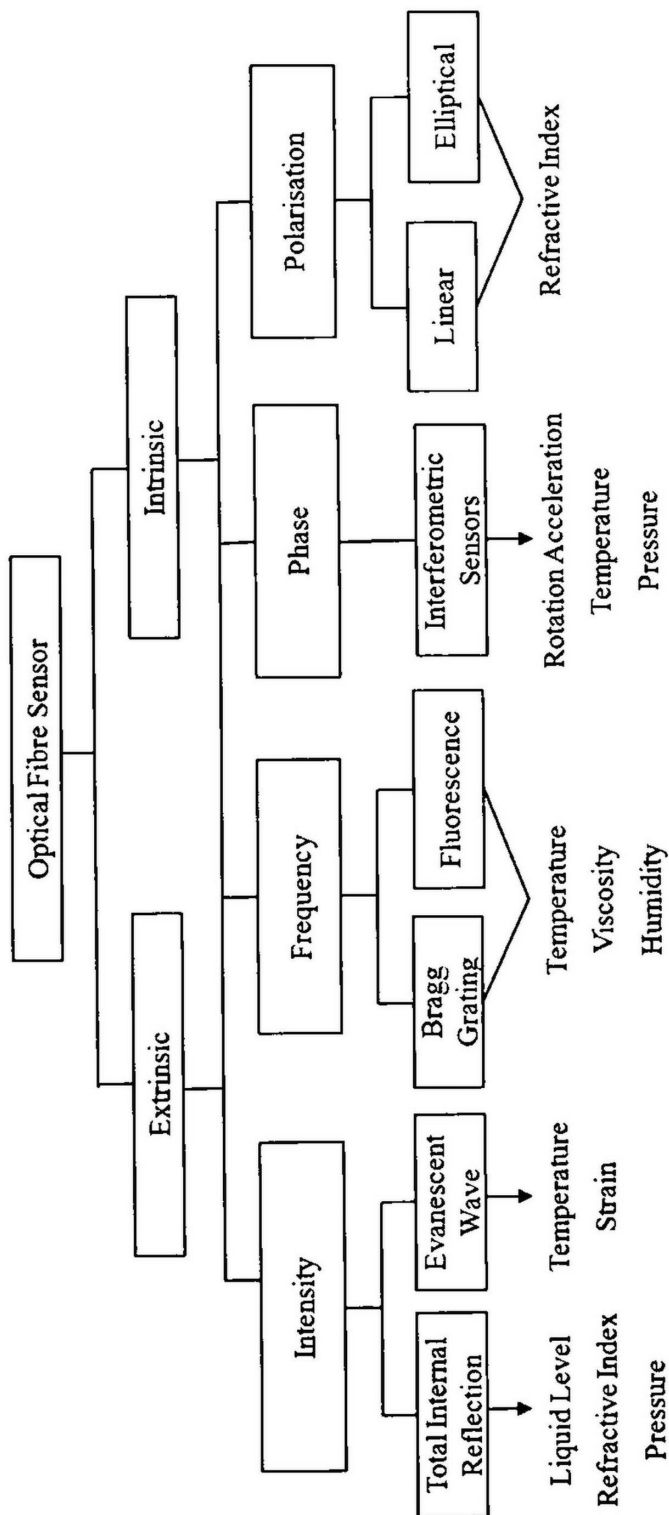 Optical Fibre Sensor
Extrinsic
Intrinsic
Intensity
Frequency
Phase
Polarisation
Total Internal
Reflection
Evanescent
Wave
Bragg
Grating
Fluorescence
Interferometric
Sensors
Linear
Elliptical
Liquid Level
Refractive Index
Pressure
Temperature
Strain
Temperature
Viscosity
Humidity
Rotation Acceleration
Temperature
Pressure
Refractive Index